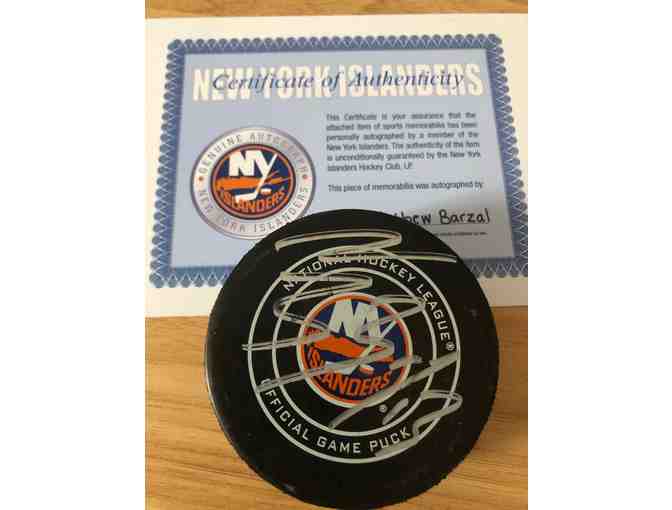 NEW YORK ISLANDERS
Certificate of Authenticity
This Certificate is your assurance that the
attached item of sports memorabilia has been
personally autographed by a member of the
New York Islanders. The authenticity of the item
is unconditionally guaranteed by the New York
Islanders Hockey Club, LP.
This piece of memorabilia was autographed by:
Barzal
GENUINE AUTOGRAPH
NY
ISLANDERS
NEW YORK ISLANDERS
NATIONAL HOCKEY LEAGUE®
NY
ISLANDERS
®
OFFICIAL GAME PUCK